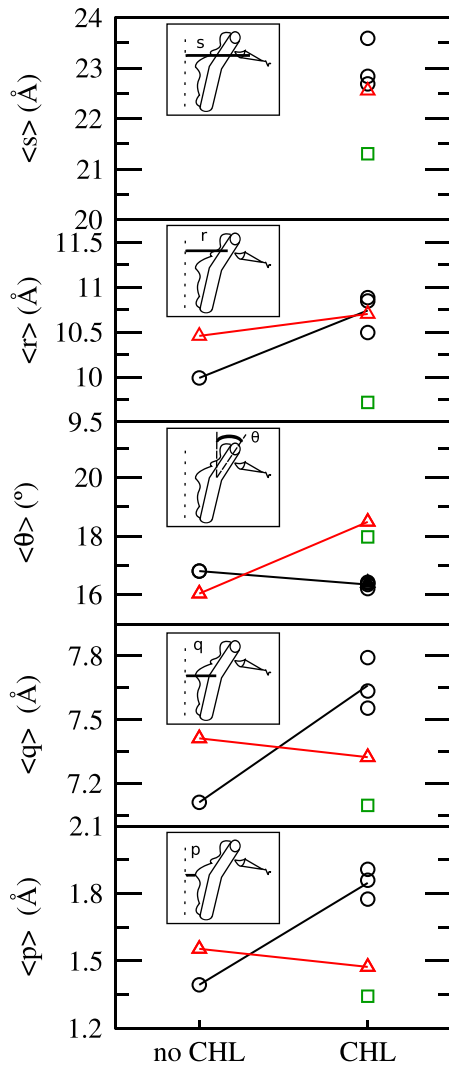 24
23
22
21
20
<s> (Å)
s
11.5
11
10.5
10
9.5
<r> (Å)
r
20
18
16
<θ> (º)
θ
7.8
7.5
7.2
<q> (Å)
q
2.1
1.8
1.5
1.2
<p> (Å)
p
no CHL CHL